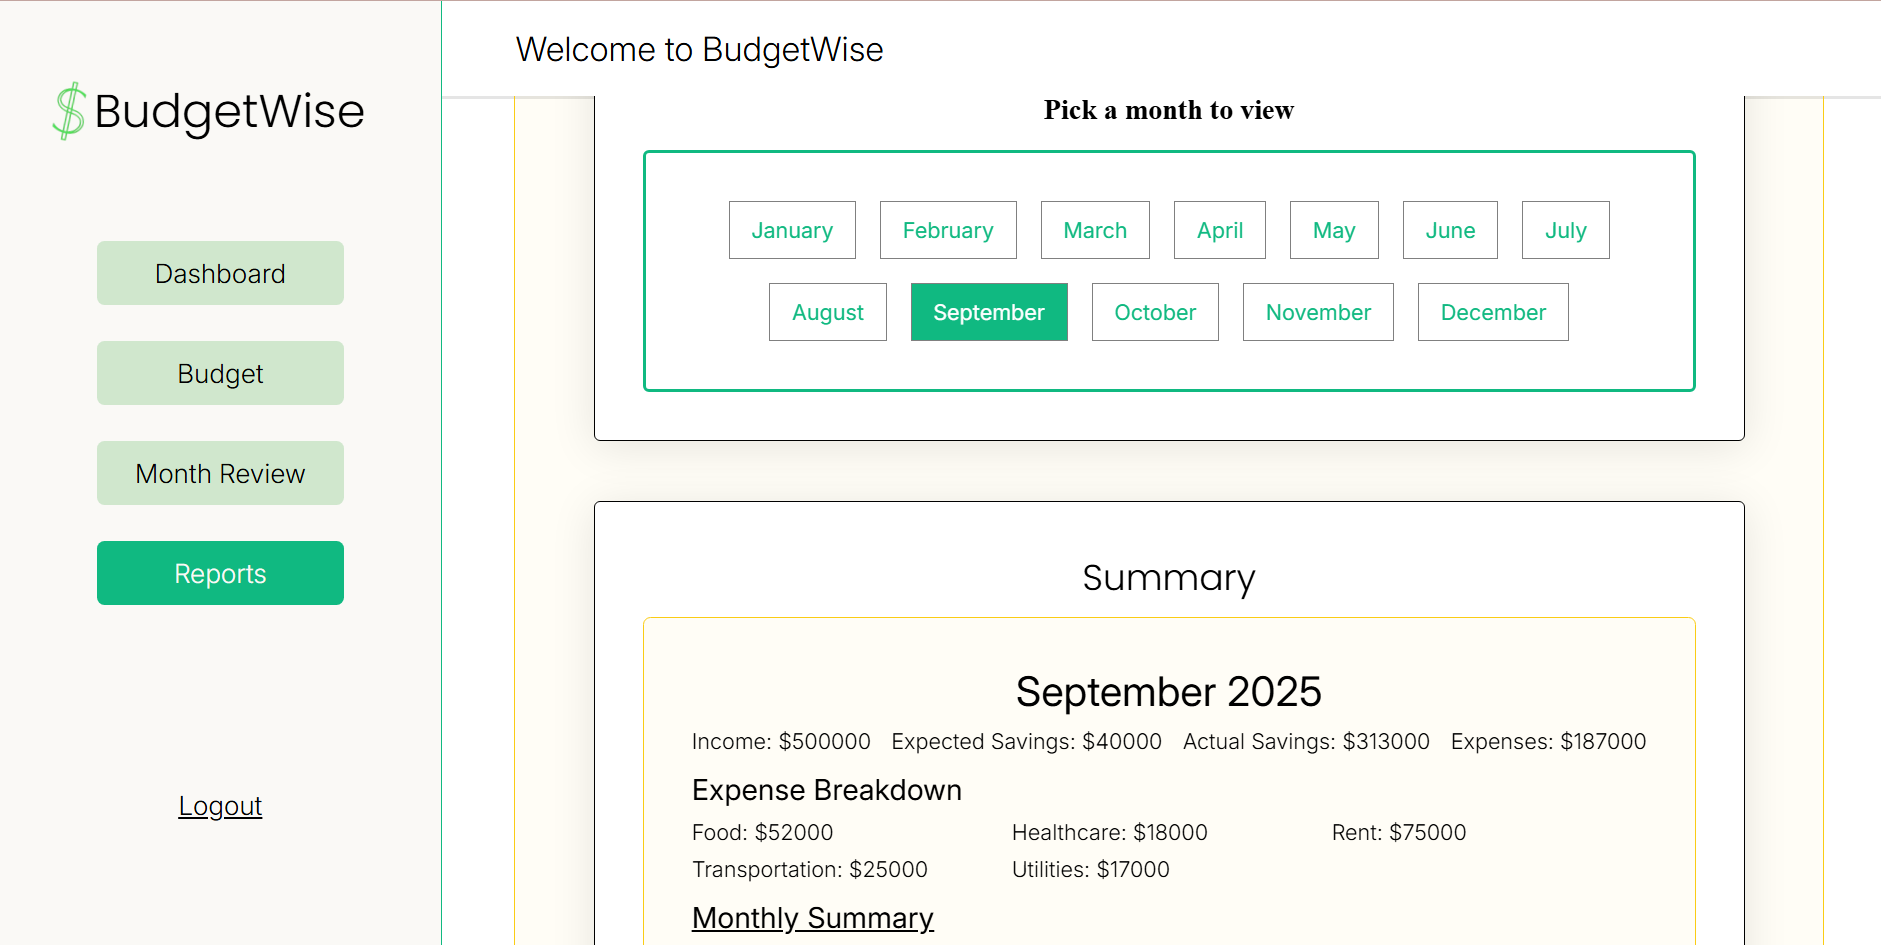 $ BudgetWise
Dashboard
Budget
Month Review
Reports
Logout
Welcome to BudgetWise
Pick a month to view
January February March April May June July
August September October November December
Summary
September 2025
Income: $500000 Expected Savings: $40000 Actual Savings: $313000 Expenses: $187000
Expense Breakdown
Food: $52000 Healthcare: $18000 Rent: $75000
Transportation: $25000 Utilities: $17000
Monthly Summary